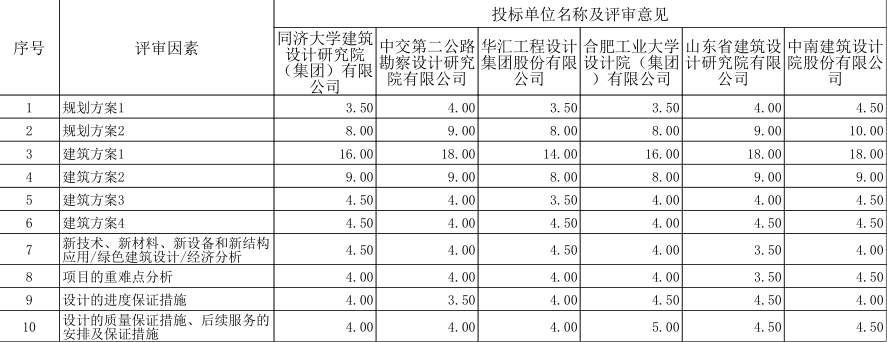 序号 评审因素 投标单位名称及评审意见
同济大学建筑设计研究院（集团）有限公司 中交第二公路勘察设计研究院有限公司 华汇工程设计集团股份有限公司 合肥工业大学设计院（集团）有限公司 山东省建筑设计研究院有限公司 中南建筑设计院股份有限公司
1 规划方案1 3.50 4.00 3.50 3.50 4.00 4.50
2 规划方案2 8.00 9.00 8.00 8.00 9.00 10.00
3 建筑方案1 16.00 18.00 14.00 16.00 18.00 18.00
4 建筑方案2 9.00 9.00 8.00 8.00 9.00 9.00
5 建筑方案3 4.50 4.00 3.50 4.00 4.00 4.50
6 建筑方案4 4.50 4.00 4.50 4.00 4.50 4.50
7 新技术、新材料、新设备和新结构应用/绿色建筑设计/经济分析 4.50 4.00 4.50 4.00 3.50 4.00
8 项目的重难点分析 4.00 4.00 4.00 4.00 3.50 4.50
9 设计的进度保证措施 4.00 3.50 4.00 4.50 4.50 4.00
10 设计的质量保证措施、后续服务的安排及保证措施 4.00 4.00 4.00 5.00 4.50 4.50